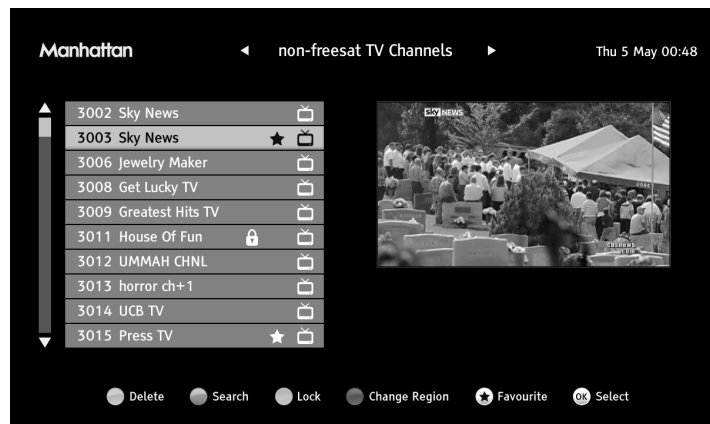 Manhattan
non-freesat TV Channels
Thu 5 May 00:48
3002 Sky News
3003 Sky News
3006 Jewelry Maker
3008 Get Lucky TV
3009 Greatest Hits TV
3011 House Of Fun
3012 UMMAH CHNL
3013 horror ch+1
3014 UCB TV
3015 Press TV
sky NEWS
CBSNEWS
.COM
Delete
Search
Lock
Change Region
Favourite
OK Select